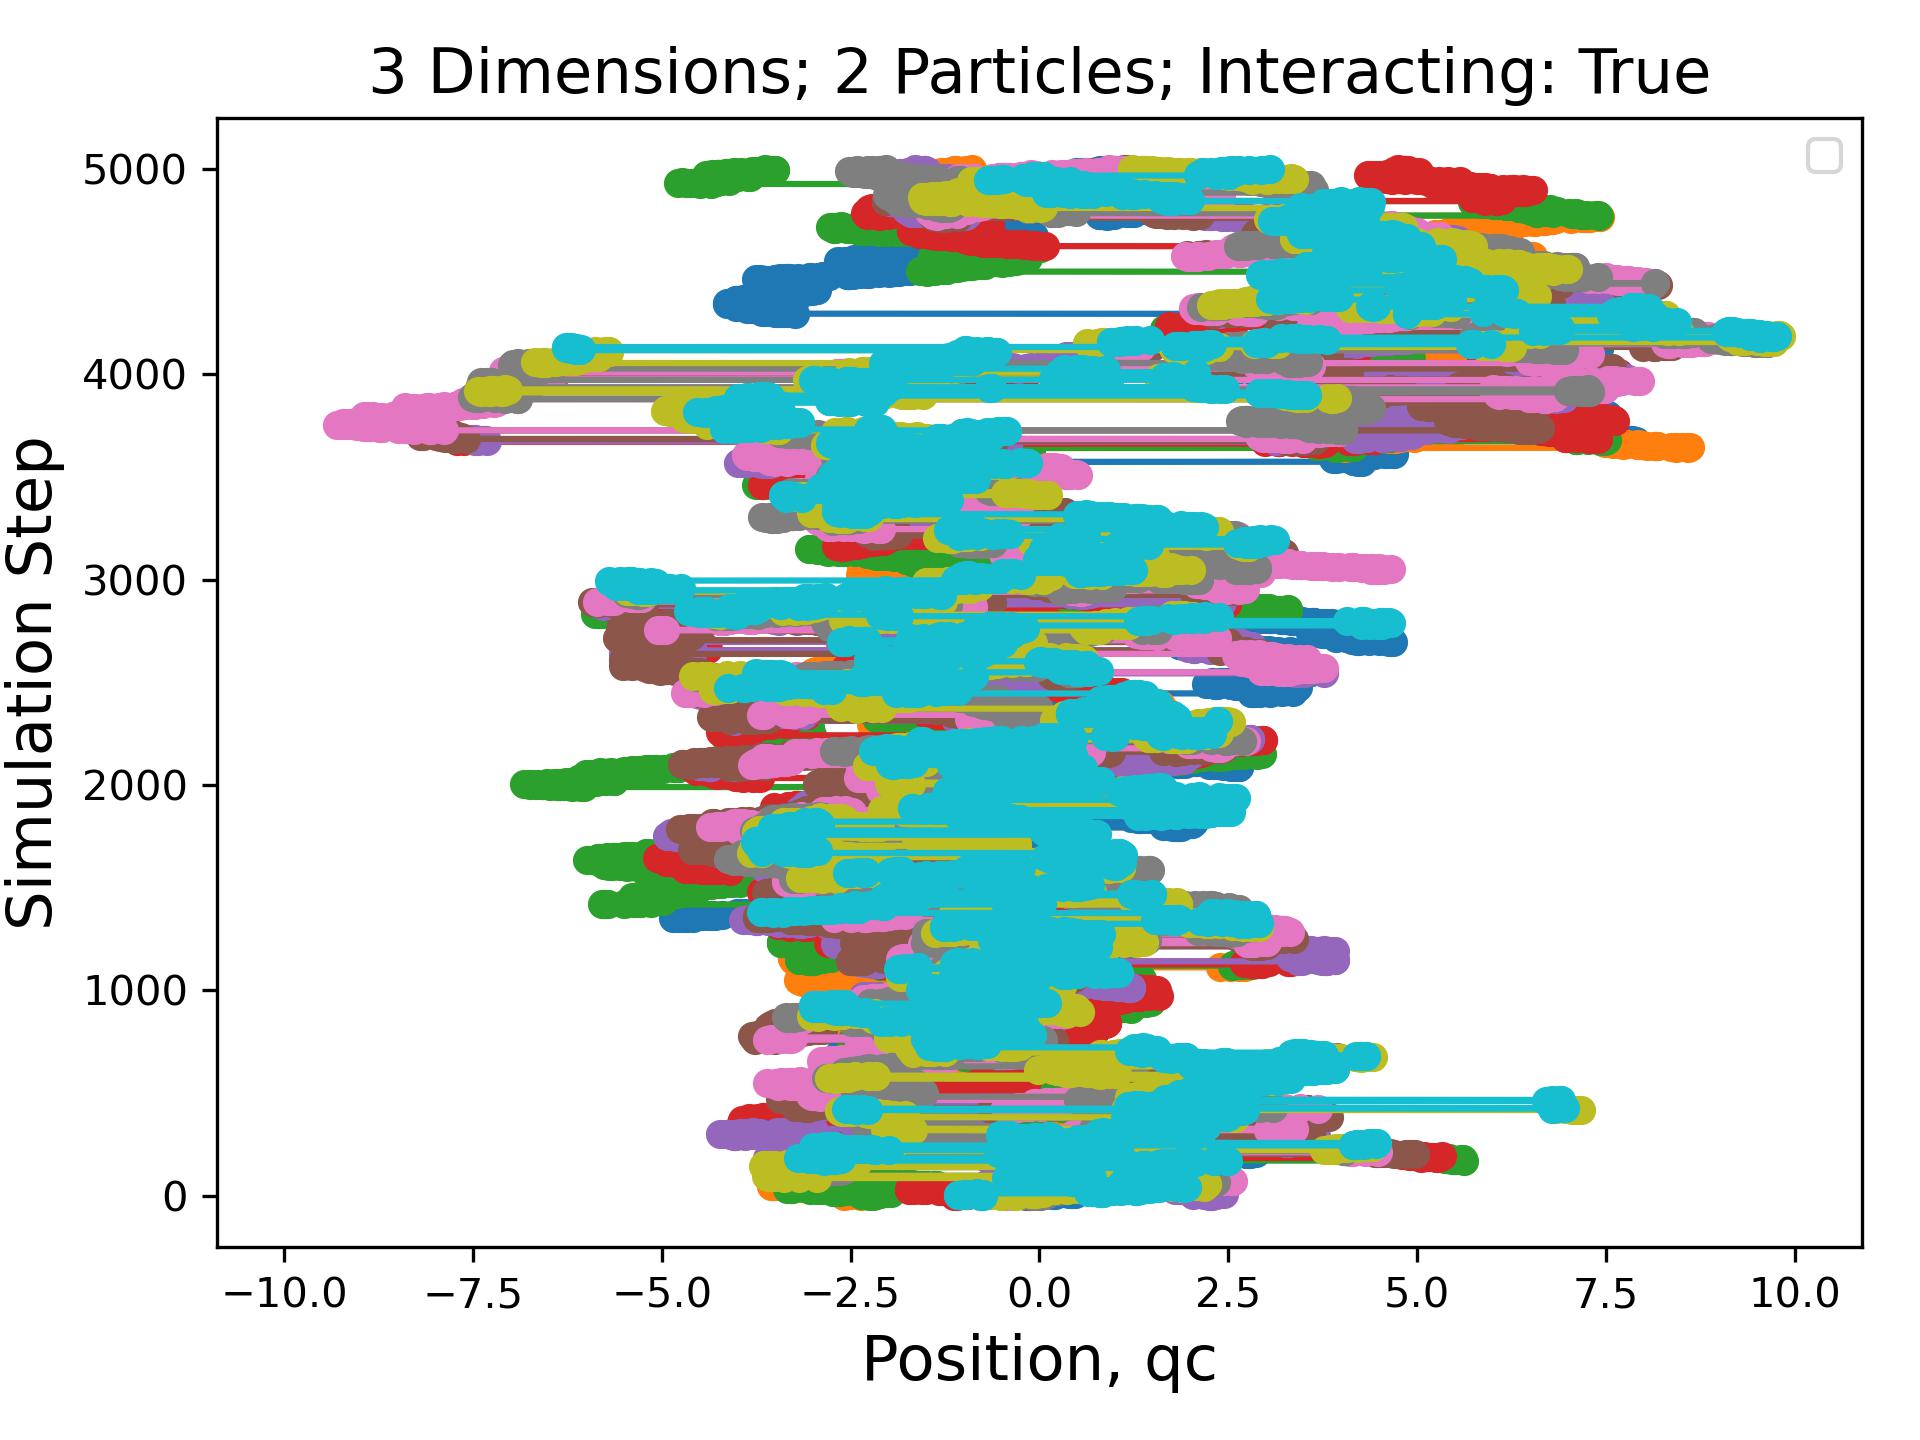 3 Dimensions; 2 Particles; Interacting: True
5000
4000
3000
2000
1000
0
Simulation Step
−10.0 −7.5 −5.0 −2.5 0.0 2.5 5.0 7.5 10.0
Position, qc